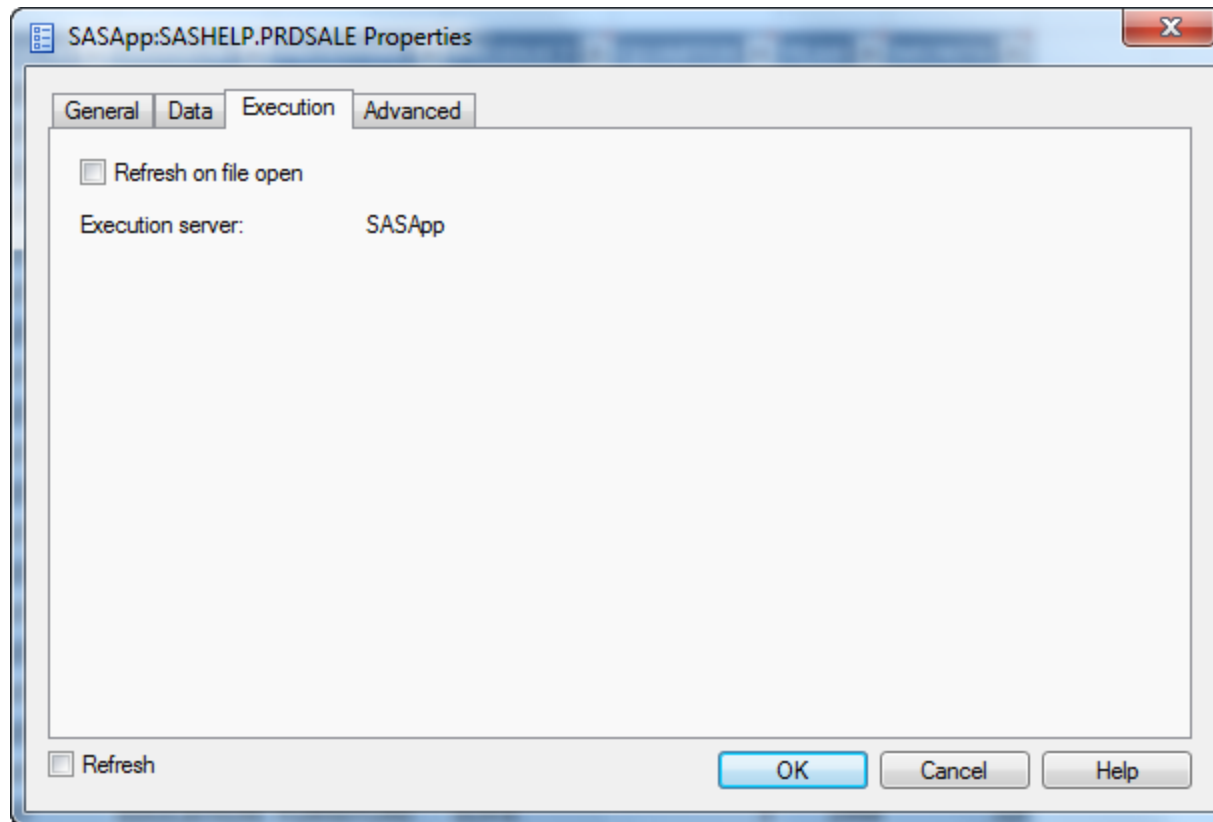 SASApp:SASHELP.PRDSALE Properties
General Data Execution Advanced
Refresh on file open
Execution server: SASApp
Refresh OK Cancel Help